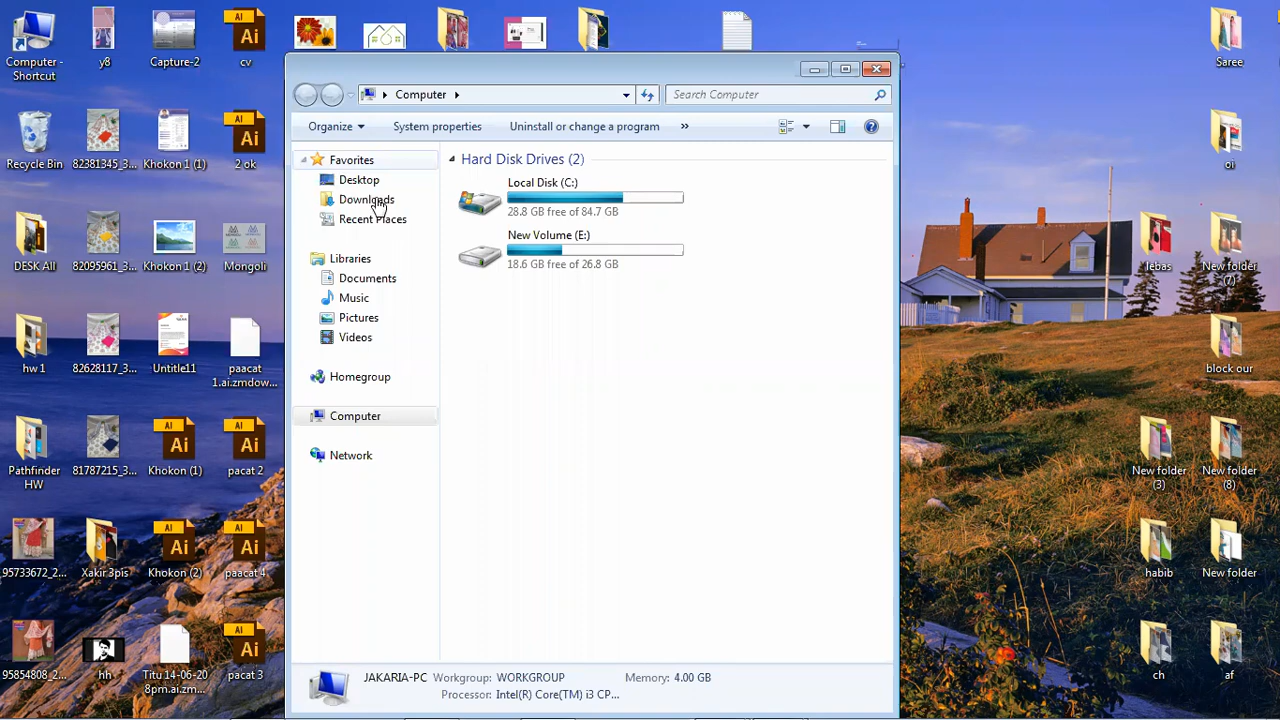 Computer - Shortcut
y8
Capture-2
AI
cv
Saree
Recycle Bin
82381345_3...
Khokon 1 (1)
AI
2 ok
oi
DESK All
82095961_3...
Khokon 1 (2)
Mongoli
lebas
New folder (7)
hw 1
82628117_3...
Untitle11
paacat 1.ai.zmdow...
block our
Pathfinder HW
81787215_3...
AI
Khokon (1)
AI
pacat 2
New folder (3)
New folder (8)
95733672_2...
Xakir 3pis
AI
Khokon (2)
AI
paacat 4
habib
New folder
95854808_2...
hh
Titu 14-06-20 8pm.ai.zm...
AI
pacat 3
ch
af
Computer
Search Computer
Organize
System properties
Uninstall or change a program
»
Favorites
Desktop
Downloads
Recent Places
Libraries
Documents
Music
Pictures
Videos
Homegroup
Computer
Network
Hard Disk Drives (2)
Local Disk (C:)
28.8 GB free of 84.7 GB
New Volume (E:)
18.6 GB free of 26.8 GB
JAKARIA-PC Workgroup: WORKGROUP Memory: 4.00 GB
Processor: Intel(R) Core(TM) i3 CP...